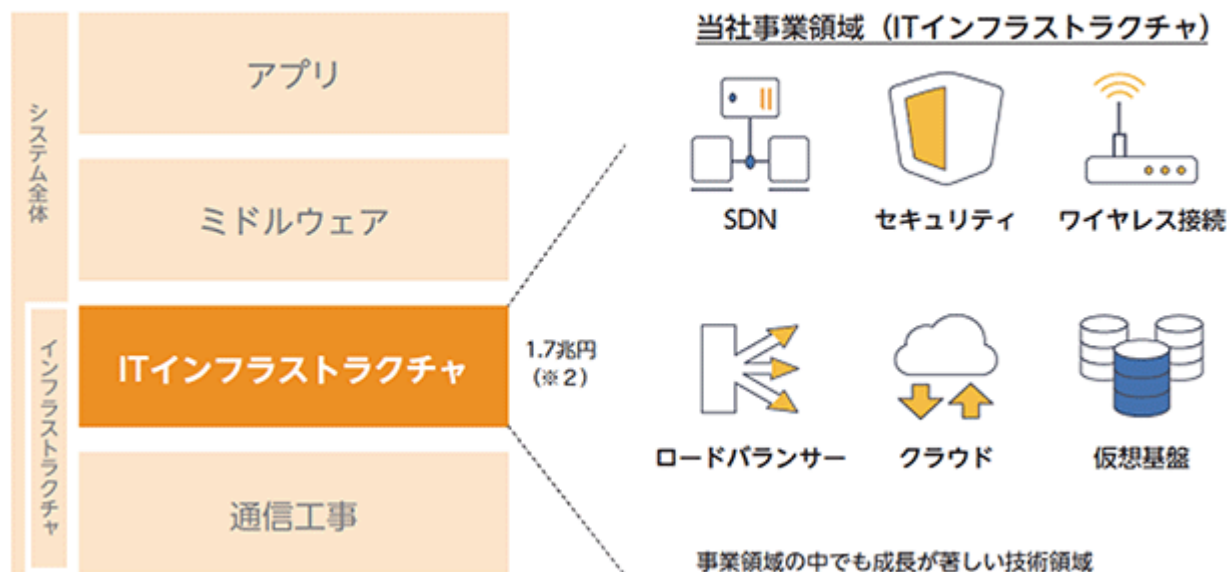 システム全体
インフラストラクチャ
アプリ
ミドルウェア
ITインフラストラクチャ
通信工事
1.7兆円
(※2)
当社事業領域（ITインフラストラクチャ）
SDN
セキュリティ
ワイヤレス接続
ロードバランサー
クラウド
仮想基盤
事業領域の中でも成長が著しい技術領域